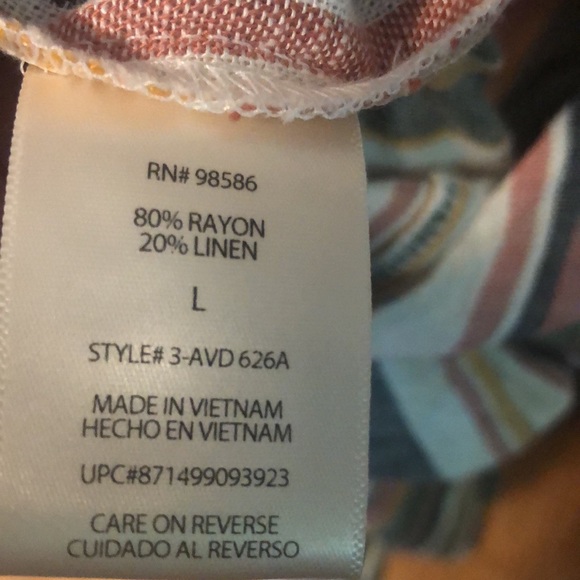 RN# 98586
80% RAYON
20% LINEN
L
STYLE# 3-AVD 626A
MADE IN VIETNAM
HECHO EN VIETNAM
UPC#871499093923
CARE ON REVERSE
CUIDADO AL REVERSO